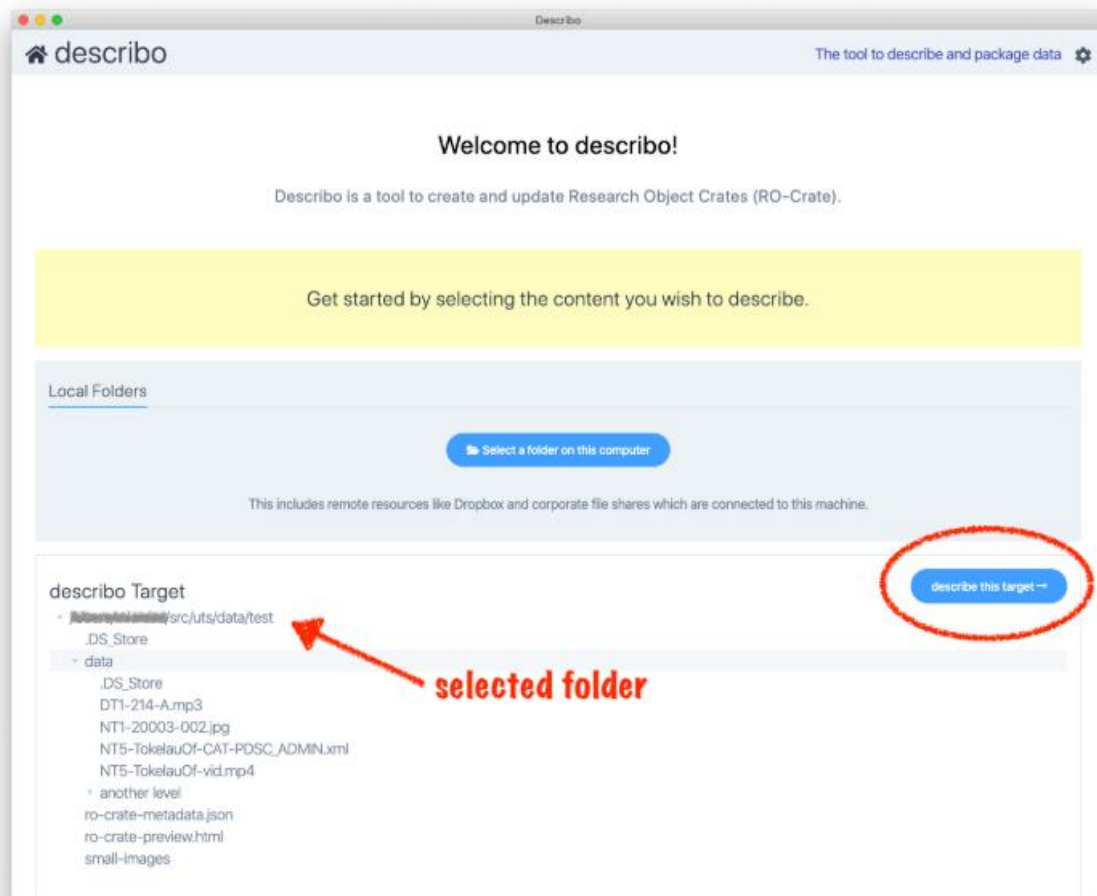 Describo
describo
The tool to describe and package data
Welcome to describo!
Describo is a tool to create and update Research Object Crates (RO-Crate).
Get started by selecting the content you wish to describe.
Local Folders
Select a folder on this computer
This includes remote resources like Dropbox and corporate file shares which are connected to this machine.
describe this target→
describo Target
/src/uts/data/test
.DS_Store
data
selected folder
.DS_Store
DT1-214-A.mp3
NT1-20003-002.jpg
NT5-TokelauOf-CAT-PDSC_ADMIN.xml
NT5-TokelauOf-vid.mp4
another level
ro-crate-metadata.json
ro-crate-preview.html
small-images